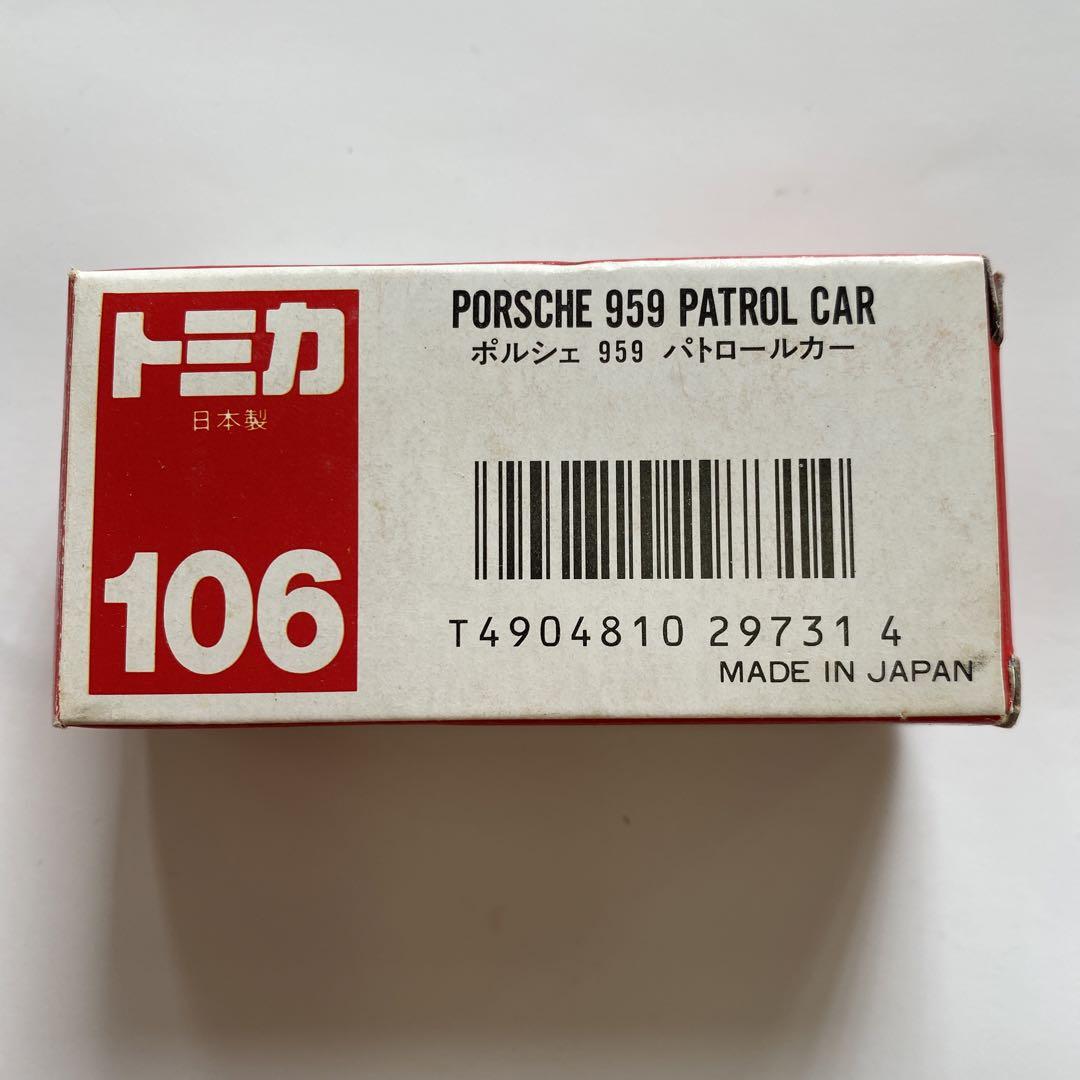 トミカ
日本製
106
PORSCHE 959 PATROL CAR
ポルシェ 959 パトロールカー
T4904810 29731 4
MADE IN JAPAN